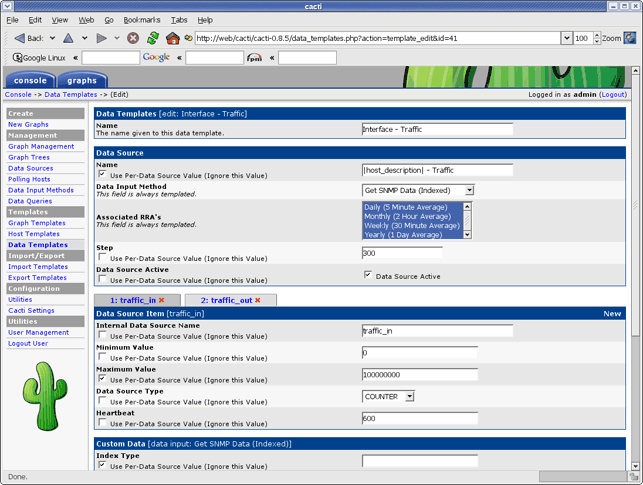 cacti
File Edit View Web Go Bookmarks Tabs Help
Back http://web/cacti/cacti-0.8.5/data_templates.php?action=template_edit&id=41 100 Zoom
Google Linux « Google « fpm «
console graphs
Console -> Data Templates -> (Edit) Logged in as admin (Logout)
Create
New Graphs
Management
Graph Management
Graph Trees
Data Sources
Polling Hosts
Data Input Methods
Data Queries
Templates
Graph Templates
Host Templates
Data Templates
Import/Export
Import Templates
Export Templates
Configuration
Utilities
Cacti Settings
Utilities
User Management
Logout User
Data Templates [edit: Interface - Traffic]
Name
The name given to this data template.
Interface - Traffic
Data Source
Name
Use Per-Data Source Value (Ignore this Value)
|host_description| - Traffic
Data Input Method
This field is always templated.
Get SNMP Data (Indexed)
Associated RRA's
This field is always templated.
Daily (5 Minute Average)
Monthly (2 Hour Average)
Weekly (30 Minute Average)
Yearly (1 Day Average)
Step
Use Per-Data Source Value (Ignore this Value)
300
Data Source Active
Use Per-Data Source Value (Ignore this Value)
Data Source Active
1: traffic_in 2: traffic_out
Data Source Item [traffic_in] New
Internal Data Source Name
Use Per-Data Source Value (Ignore this Value)
traffic_in
Minimum Value
Use Per-Data Source Value (Ignore this Value)
0
Maximum Value
Use Per-Data Source Value (Ignore this Value)
100000000
Data Source Type
Use Per-Data Source Value (Ignore this Value)
COUNTER
Heartbeat
Use Per-Data Source Value (Ignore this Value)
600
Custom Data [data input: Get SNMP Data (Indexed)]
Index Type
Use Per-Data Source Value (Ignore this Value)
Done.